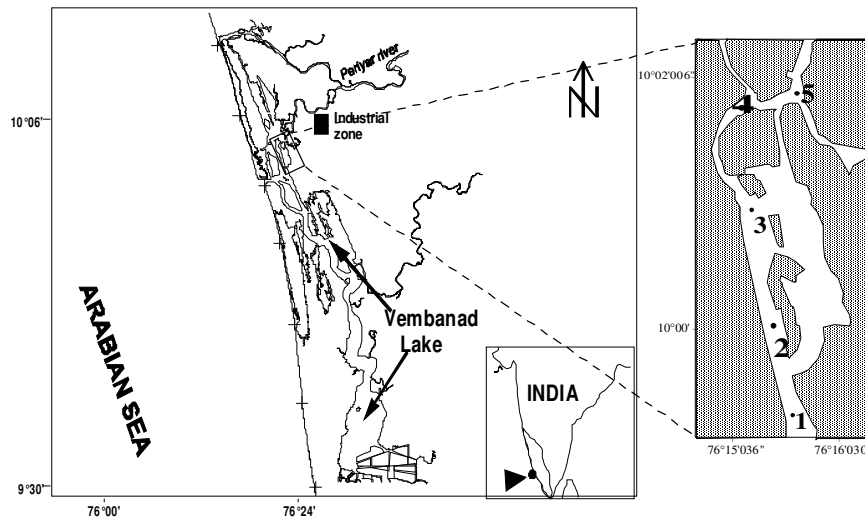 Periyar river
Industrial
zone
10°06'
N
ARABIAN SEA
Vembanad
Lake
INDIA
9°30'
76°00'
76°24'
10°02'006"
4
5
3
10°00'
2
1
76°15'036"
76°16'030